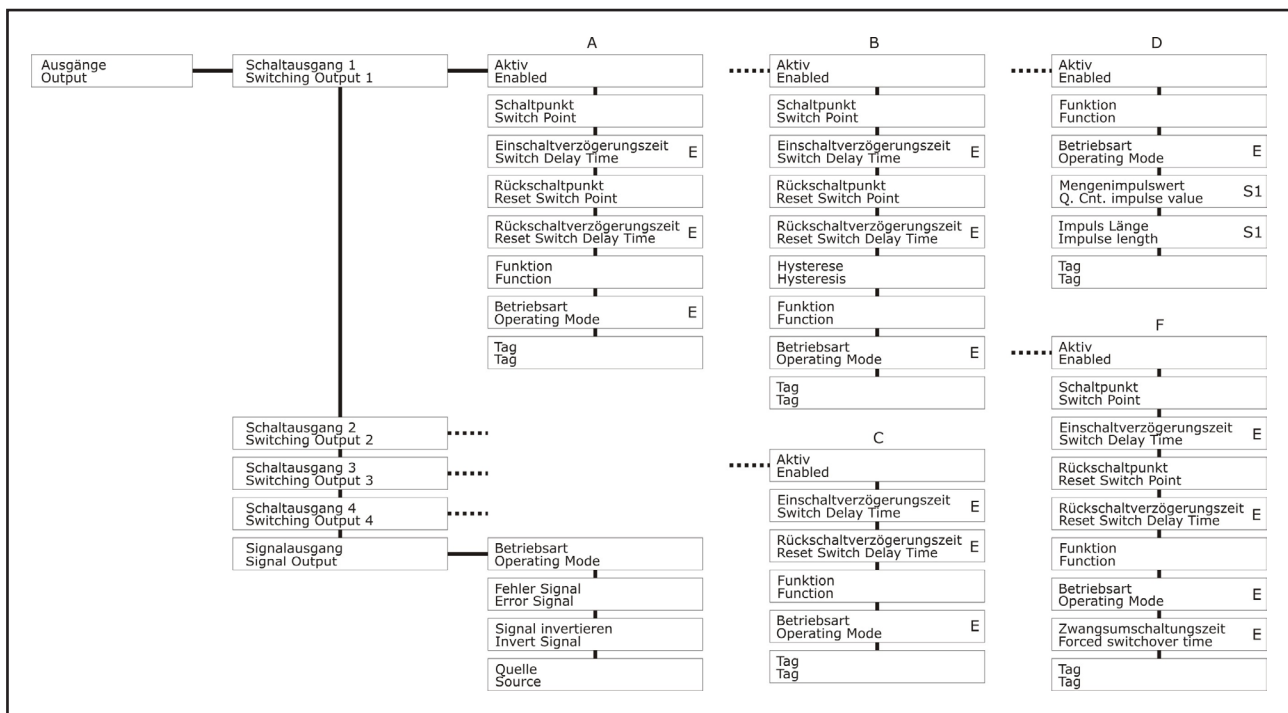 Ausgänge
Output
Schaltausgang 1
Switching Output 1
Schaltausgang 2
Switching Output 2
Schaltausgang 3
Switching Output 3
Schaltausgang 4
Switching Output 4
Signalausgang
Signal Output
A
Aktiv
Enabled
Schaltpunkt
Switch Point
Einschaltverzögerungszeit
Switch Delay Time E
Rückschaltpunkt
Reset Switch Point
Rückschaltverzögerungszeit
Reset Switch Delay Time E
Funktion
Function
Betriebsart
Operating Mode E
Tag
Tag
Betriebsart
Operating Mode
Fehler Signal
Error Signal
Signal invertieren
Invert Signal
Quelle
Source
B
Aktiv
Enabled
Schaltpunkt
Switch Point
Einschaltverzögerungszeit
Switch Delay Time E
Rückschaltpunkt
Reset Switch Point
Rückschaltverzögerungszeit
Reset Switch Delay Time E
Hysterese
Hysteresis
Funktion
Function
Betriebsart
Operating Mode E
Tag
Tag
C
Aktiv
Enabled
Einschaltverzögerungszeit
Switch Delay Time E
Rückschaltverzögerungszeit
Reset Switch Delay Time E
Funktion
Function
Betriebsart
Operating Mode E
Tag
Tag
D
Aktiv
Enabled
Funktion
Function
Betriebsart
Operating Mode E
Mengenimpulswert
Q. Cnt. impulse value S1
Impuls Länge
Impulse length S1
Tag
Tag
F
Aktiv
Enabled
Schaltpunkt
Switch Point
Einschaltverzögerungszeit
Switch Delay Time E
Rückschaltpunkt
Reset Switch Point
Rückschaltverzögerungszeit
Reset Switch Delay Time E
Funktion
Function
Betriebsart
Operating Mode E
Zwangsumschaltungszeit
Forced switchover time E
Tag
Tag